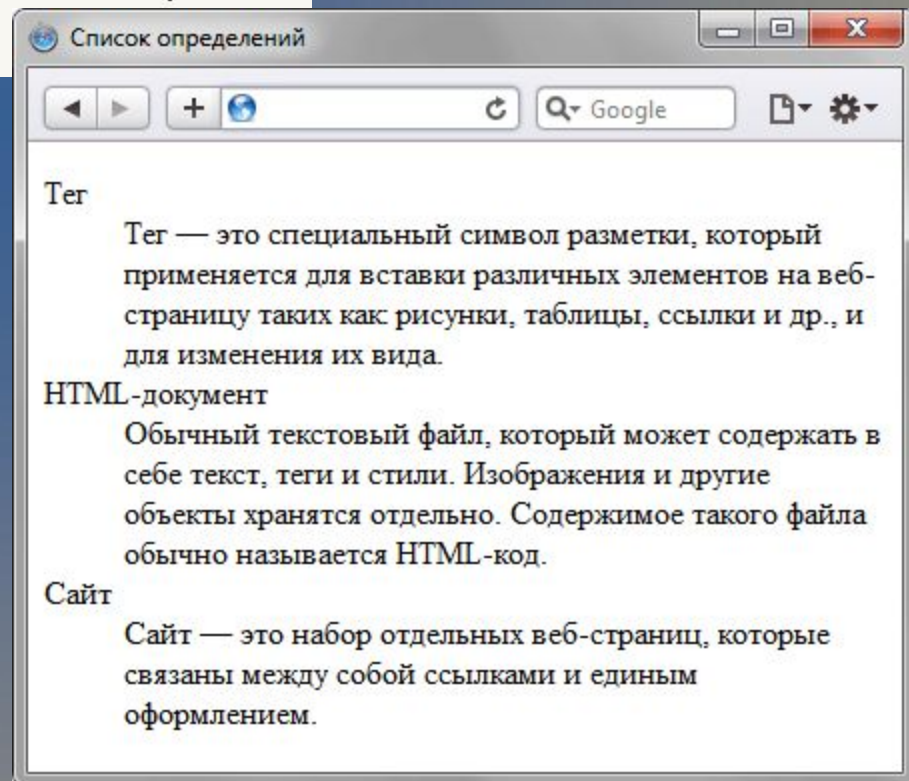 Список определений
Google
Тег
Тег — это специальный символ разметки, который
применяется для вставки различных элементов на веб-
страницу таких как: рисунки, таблицы, ссылки и др., и
для изменения их вида.
HTML-документ
Обычный текстовый файл, который может содержать в
себе текст, теги и стили. Изображения и другие
объекты хранятся отдельно. Содержимое такого файла
обычно называется HTML-код.
Сайт
Сайт — это набор отдельных веб-страниц, которые
связаны между собой ссылками и единым
оформлением.